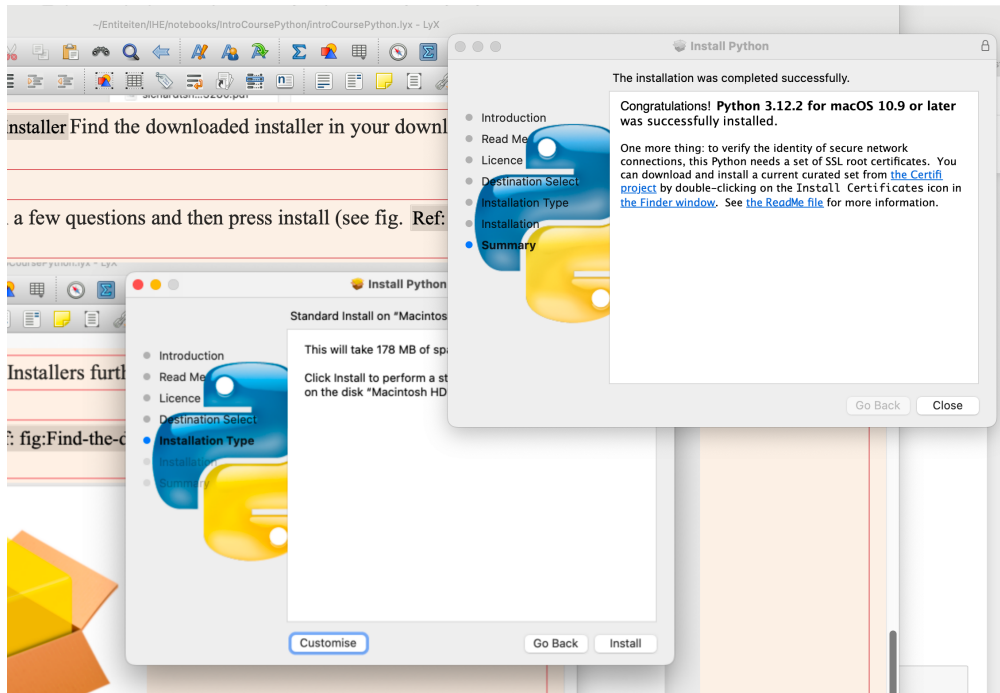 ~/Entiteiten/IHE/notebooks/IntroCoursePython/introCoursePython.lyx - LyX
installer Find the downloaded installer in your downl
a few questions and then press install (see fig. Ref:
Installers furth
f: fig:Find-the-d
Install Python
The installation was completed successfully.
Introduction
Read Me
Licence
Destination Select
Installation Type
Installation
Summary
Congratulations! Python 3.12.2 for macOS 10.9 or later
was successfully installed.
One more thing: to verify the identity of secure network
connections, this Python needs a set of SSL root certificates. You
can download and install a current curated set from the Certifi
project by double-clicking on the Install Certificates icon in
the Finder window. See the ReadMe file for more information.
Go Back
Close
Install Python
Standard Install on “Macintos
Introduction
Read Me
Licence
Destination Select
Installation Type
Installation
Summary
This will take 178 MB of spa
Click Install to perform a st
on the disk “Macintosh HD
Customise
Go Back
Install